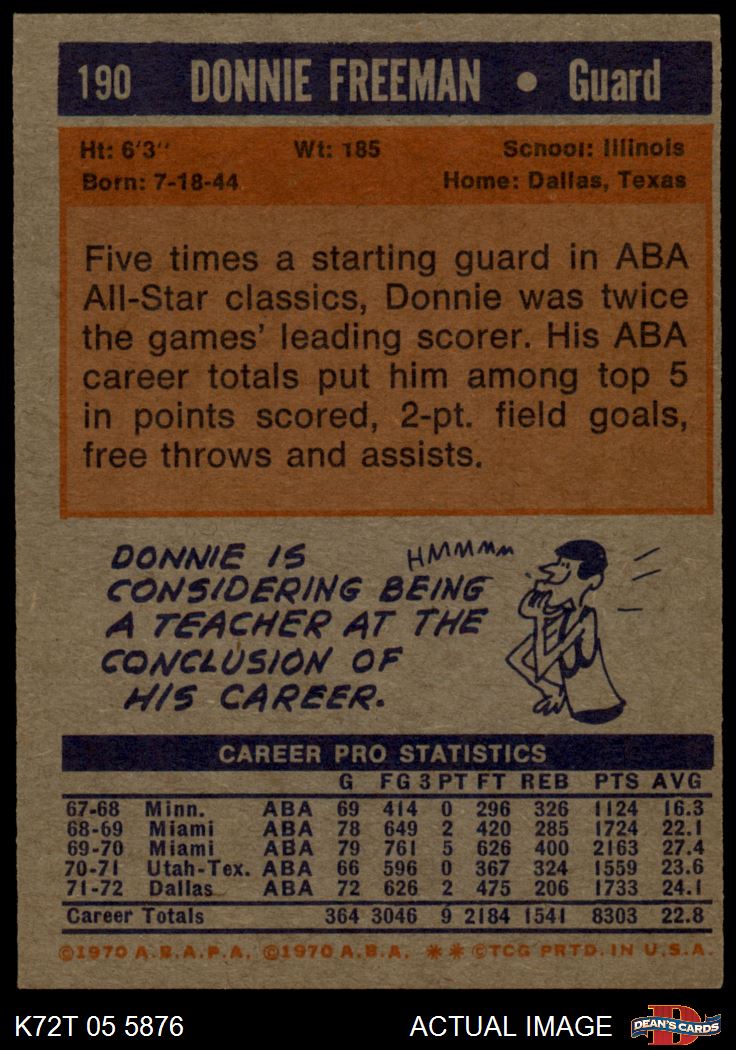 190 DONNIE FREEMAN • Guard
Ht: 6'3" Wt: 185 School: Illinois
Born: 7-18-44 Home: Dallas, Texas
Five times a starting guard in ABA
All-Star classics, Donnie was twice
the games' leading scorer. His ABA
career totals put him among top 5
in points scored, 2-pt. field goals,
free throws and assists.
DONNIE IS
CONSIDERING BEING
A TEACHER AT THE
CONCLUSION OF
HIS CAREER.
HMMMMM
CAREER PRO STATISTICS
G FG 3 PT FT REB PTS AVG
67-68 Minn. ABA 69 414 0 296 326 1124 16.3
68-69 Miami ABA 78 649 2 420 285 1724 22.1
69-70 Miami ABA 79 761 5 626 400 2163 27.4
70-71 Utah-Tex. ABA 66 596 0 367 324 1559 23.6
71-72 Dallas ABA 72 626 2 475 206 1733 24.1
Career Totals 364 3046 9 2184 1541 8303 22.8
©1970 A.B.A.P.A. ©1970 A.B.A. ** ©TCG PRTD. IN U.S.A.
K72T 05 5876 ACTUAL IMAGE DEAN'S CARDS